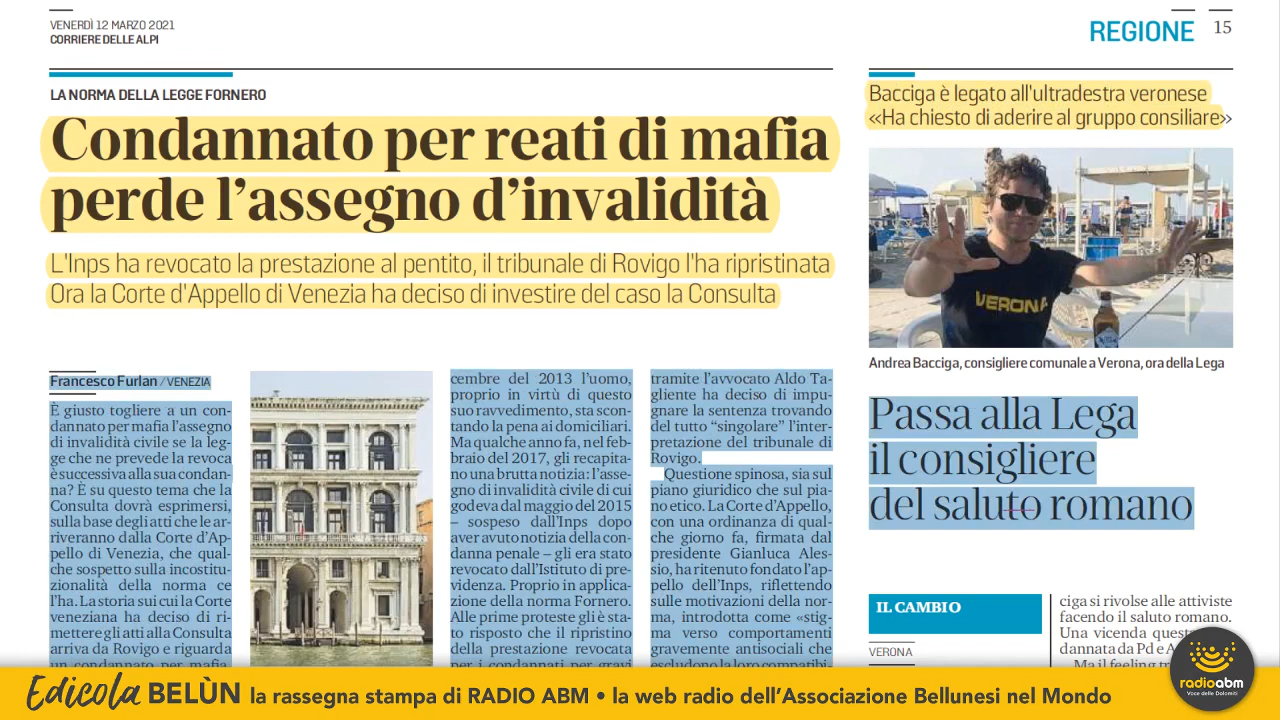 VENERDÌ 12 MARZO 2021
CORRIERE DELLE ALPI
REGIONE 15
LA NORMA DELLA LEGGE FORNERO
Condannato per reati di mafia
perde l'assegno d'invalidità
L'Inps ha revocato la prestazione al pentito, il tribunale di Rovigo l'ha ripristinata
Ora la Corte d'Appello di Venezia ha deciso di investire del caso la Consulta
Francesco Furlan / VENEZIA
È giusto togliere a un con-
dannato per mafia l'assegno
di invalidità civile se la leg-
ge che ne prevede la revoca
è successiva alla sua condan-
na? È su questo tema che la
Consulta dovrà esprimersi,
sulla base degli atti che le ar-
riveranno dalla Corte d'Ap-
pello di Venezia, che qual-
che sospetto sulla incostitu-
zionalità della norma ce
l'ha. La storia sui cui la Corte
veneziana ha deciso di ri-
mettere gli atti alla Consulta
arriva da Rovigo e riguarda
un condannato per mafia,
cembre del 2013 l'uomo,
proprio in virtù di questo
suo ravvedimento, sta scon-
tando la pena ai domiciliari.
Ma qualche anno fa, nel feb-
braio del 2017, gli recapita-
no una brutta notizia: l'asse-
gno di invalidità civile di cui
godeva dal maggio del 2015
– sospeso dall'Inps dopo
aver avuto notizia della con-
danna penale – gli era stato
revocato dall'Istituto di pre-
videnza. Proprio in applica-
zione della norma Fornero.
Alle prime proteste gli è sta-
to risposto che il ripristino
della prestazione revocata
per i condannati per gravi
tramite l'avvocato Aldo Ta-
gliente ha deciso di impu-
gnare la sentenza trovando
del tutto “singolare” l'inter-
pretazione del tribunale di
Rovigo.
Questione spinosa, sia sul
piano giuridico che sul pia-
no etico. La Corte d'Appello,
con una ordinanza di qual-
che giorno fa, firmata dal
presidente Gianluca Ales-
sio, ha ritenuto fondato l'ap-
pello dell'Inps, riflettendo
sulle motivazioni della nor-
ma, introdotta come «stig-
ma verso comportamenti
gravemente antisociali che
escludono la loro compatibi-
Bacciga è legato all'ultradestra veronese
«Ha chiesto di aderire al gruppo consiliare»
VERONA
Andrea Bacciga, consigliere comunale a Verona, ora della Lega
Passa alla Lega
il consigliere
del saluto romano
IL CAMBIO
VERONA
ciga si rivolse alle attiviste
facendo il saluto romano.
Una vicenda
dannata da Pd e
Ma il feeling
Edicola BELÙN la rassegna stampa di RADIO ABM • la web radio dell'Associazione Bellunesi nel Mondo
radioabm
Voce delle Dolomiti